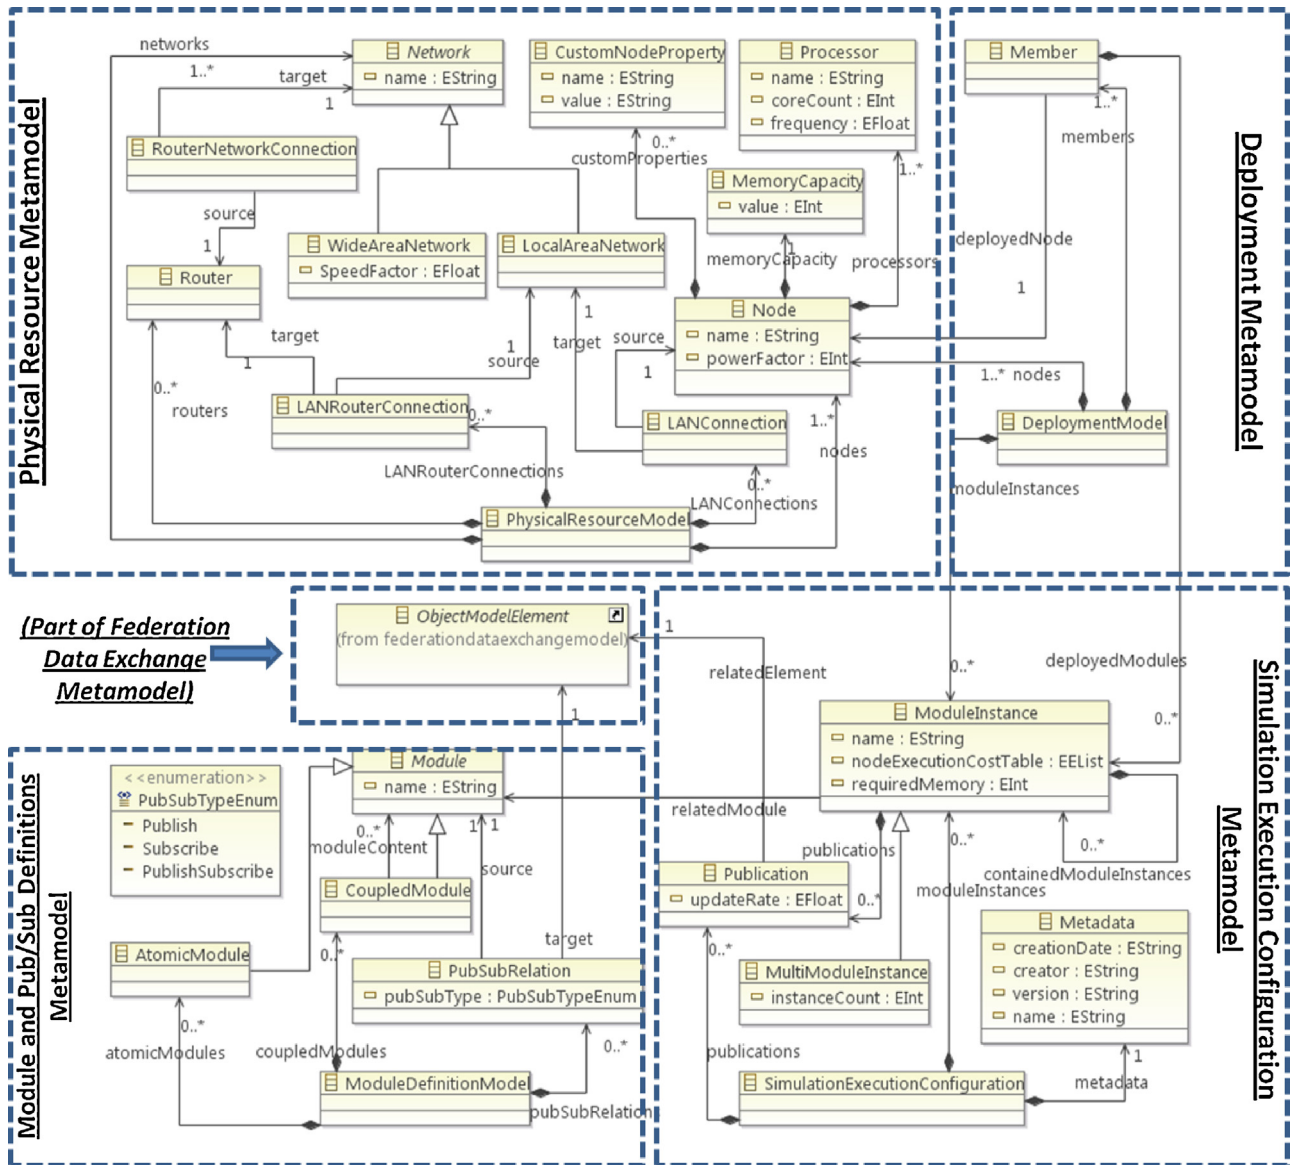 Physical Resource Metamodel
networks
1..*
target
1
Network
name : EString
CustomNodeProperty
name : EString
value : EString
Processor
name : EString
coreCount : EInt
frequency : EFloat
RouterNetworkConnection
0..*
customProperties
MemoryCapacity
value : EInt
1..*
source
1
WideAreaNetwork
SpeedFactor : EFloat
LocalAreaNetwork
1
memoryCapacity
processors
Router
Node
name : EString
powerFactor : EInt
target
1
1
source
1
target
source
1
0..*
routers
LANRouterConnection
0..*
LANConnection
1..*
nodes
LANRouterConnections
0..*
LANConnections
PhysicalResourceModel
Deployment Metamodel
Member
1..*
members
deployedNode
1
1..*
nodes
DeploymentModel
moduleInstances
(Part of Federation
Data Exchange
Metamodel)
ObjectModelElement
(from federationdataexchangemodel)
1
1
relatedElement
0..*
deployedModules
0..*
Simulation Execution Configuration
Metamodel
ModuleInstance
name : EString
nodeExecutionCostTable : EEList
requiredMemory : EInt
relatedModule
publications
0..*
moduleInstances
0..*
0..*
containedModuleInstances
Publication
updateRate : EFloat
0..*
MultiModuleInstance
instanceCount : EInt
Metadata
creationDate : EString
creator : EString
version : EString
name : EString
publications
1
metadata
SimulationExecutionConfiguration
Module and Pub/Sub Definitions
Metamodel
<<enumeration>>
PubSubTypeEnum
Publish
Subscribe
PublishSubscribe
Module
name : EString
0..*
moduleContent
1
1
source
CoupledModule
0..*
target
AtomicModule
PubSubRelation
pubSubType : PubSubTypeEnum
0..*
atomicModules
coupledModules
0..*
ModuleDefinitionModel
pubSubRelation